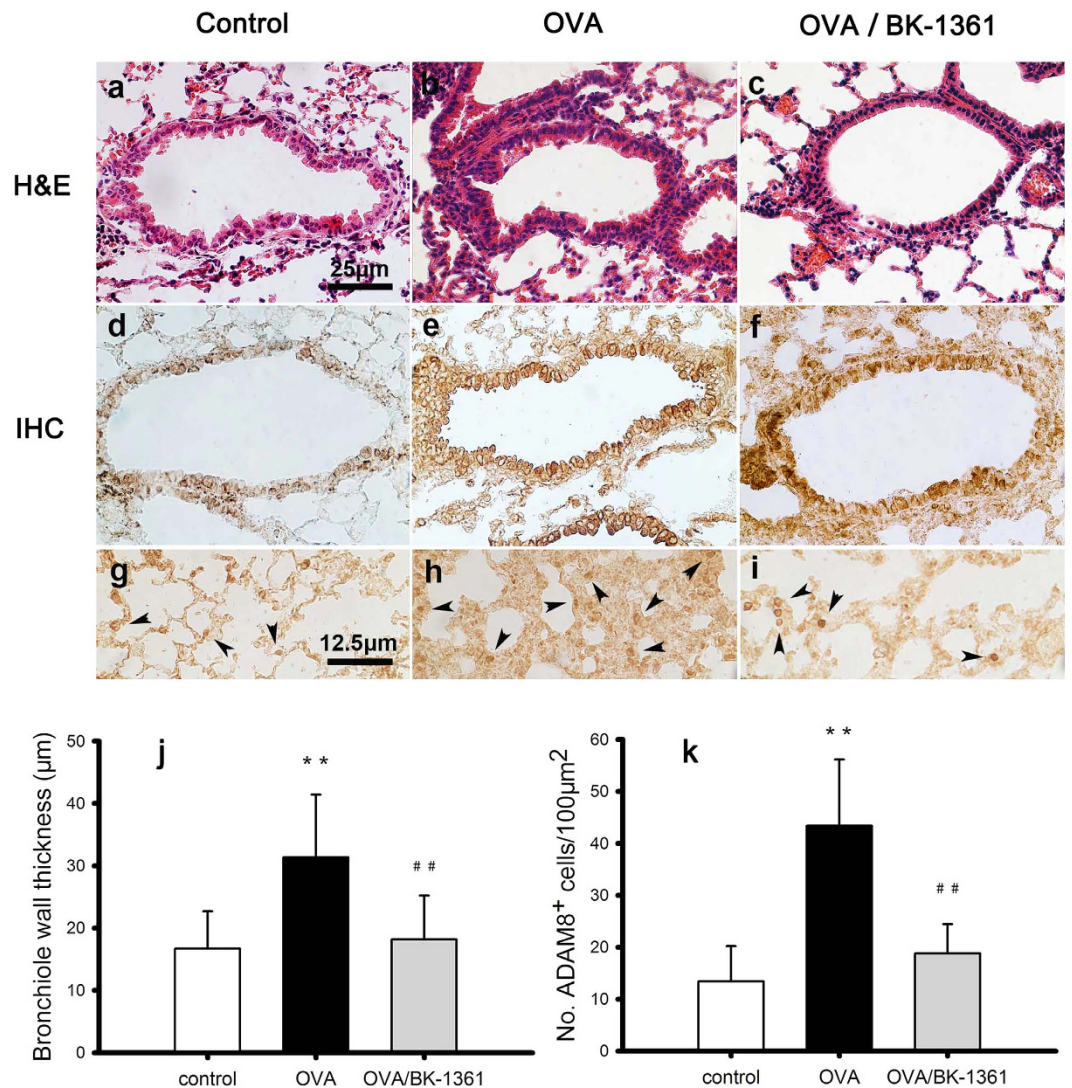 Control OVA OVA / BK-1361
H&E
a b c
25µm
IHC
d e f
g h i
12.5µm
j
Bronchiole wall thickness (µm)
50
40
30
20
10
0
* *
# #
control OVA OVA/BK-1361
k
No. ADAM8⁺ cells/100µm²
60
50
40
30
20
10
0
* *
# #
control OVA OVA/BK-1361